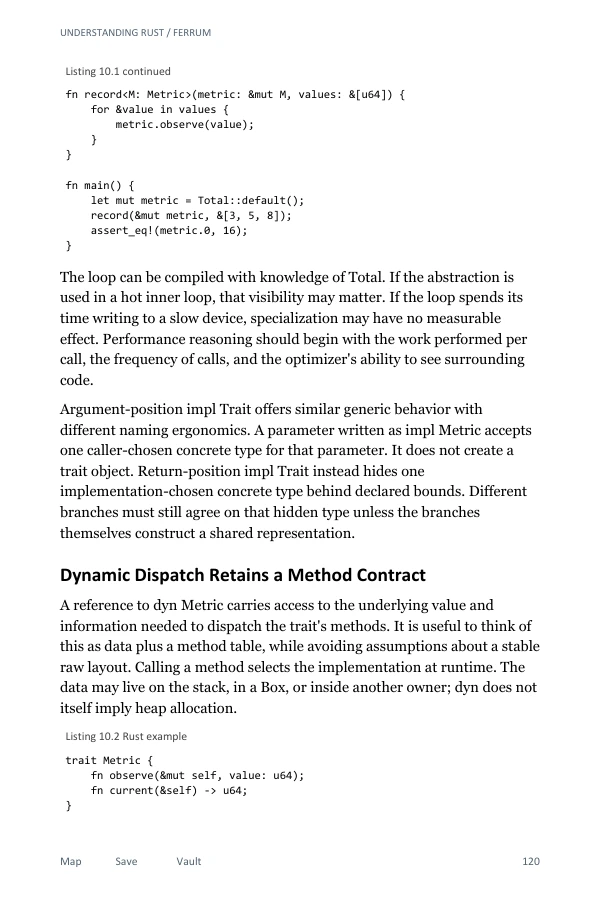 UNDERSTANDING RUST / FERRUM
Listing 10.1 continued
fn record<M: Metric>(metric: &mut M, values: &[u64]) {
    for &value in values {
        metric.observe(value);
    }
}

fn main() {
    let mut metric = Total::default();
    record(&mut metric, &[3, 5, 8]);
    assert_eq!(metric.0, 16);
}
The loop can be compiled with knowledge of Total. If the abstraction is
used in a hot inner loop, that visibility may matter. If the loop spends its
time writing to a slow device, specialization may have no measurable
effect. Performance reasoning should begin with the work performed per
call, the frequency of calls, and the optimizer's ability to see surrounding
code.
Argument-position impl Trait offers similar generic behavior with
different naming ergonomics. A parameter written as impl Metric accepts
one caller-chosen concrete type for that parameter. It does not create a
trait object. Return-position impl Trait instead hides one
implementation-chosen concrete type behind declared bounds. Different
branches must still agree on that hidden type unless the branches
themselves construct a shared representation.
Dynamic Dispatch Retains a Method Contract
A reference to dyn Metric carries access to the underlying value and
information needed to dispatch the trait's methods. It is useful to think of
this as data plus a method table, while avoiding assumptions about a stable
raw layout. Calling a method selects the implementation at runtime. The
data may live on the stack, in a Box, or inside another owner; dyn does not
itself imply heap allocation.
Listing 10.2 Rust example
trait Metric {
    fn observe(&mut self, value: u64);
    fn current(&self) -> u64;
}
Map Save Vault 120